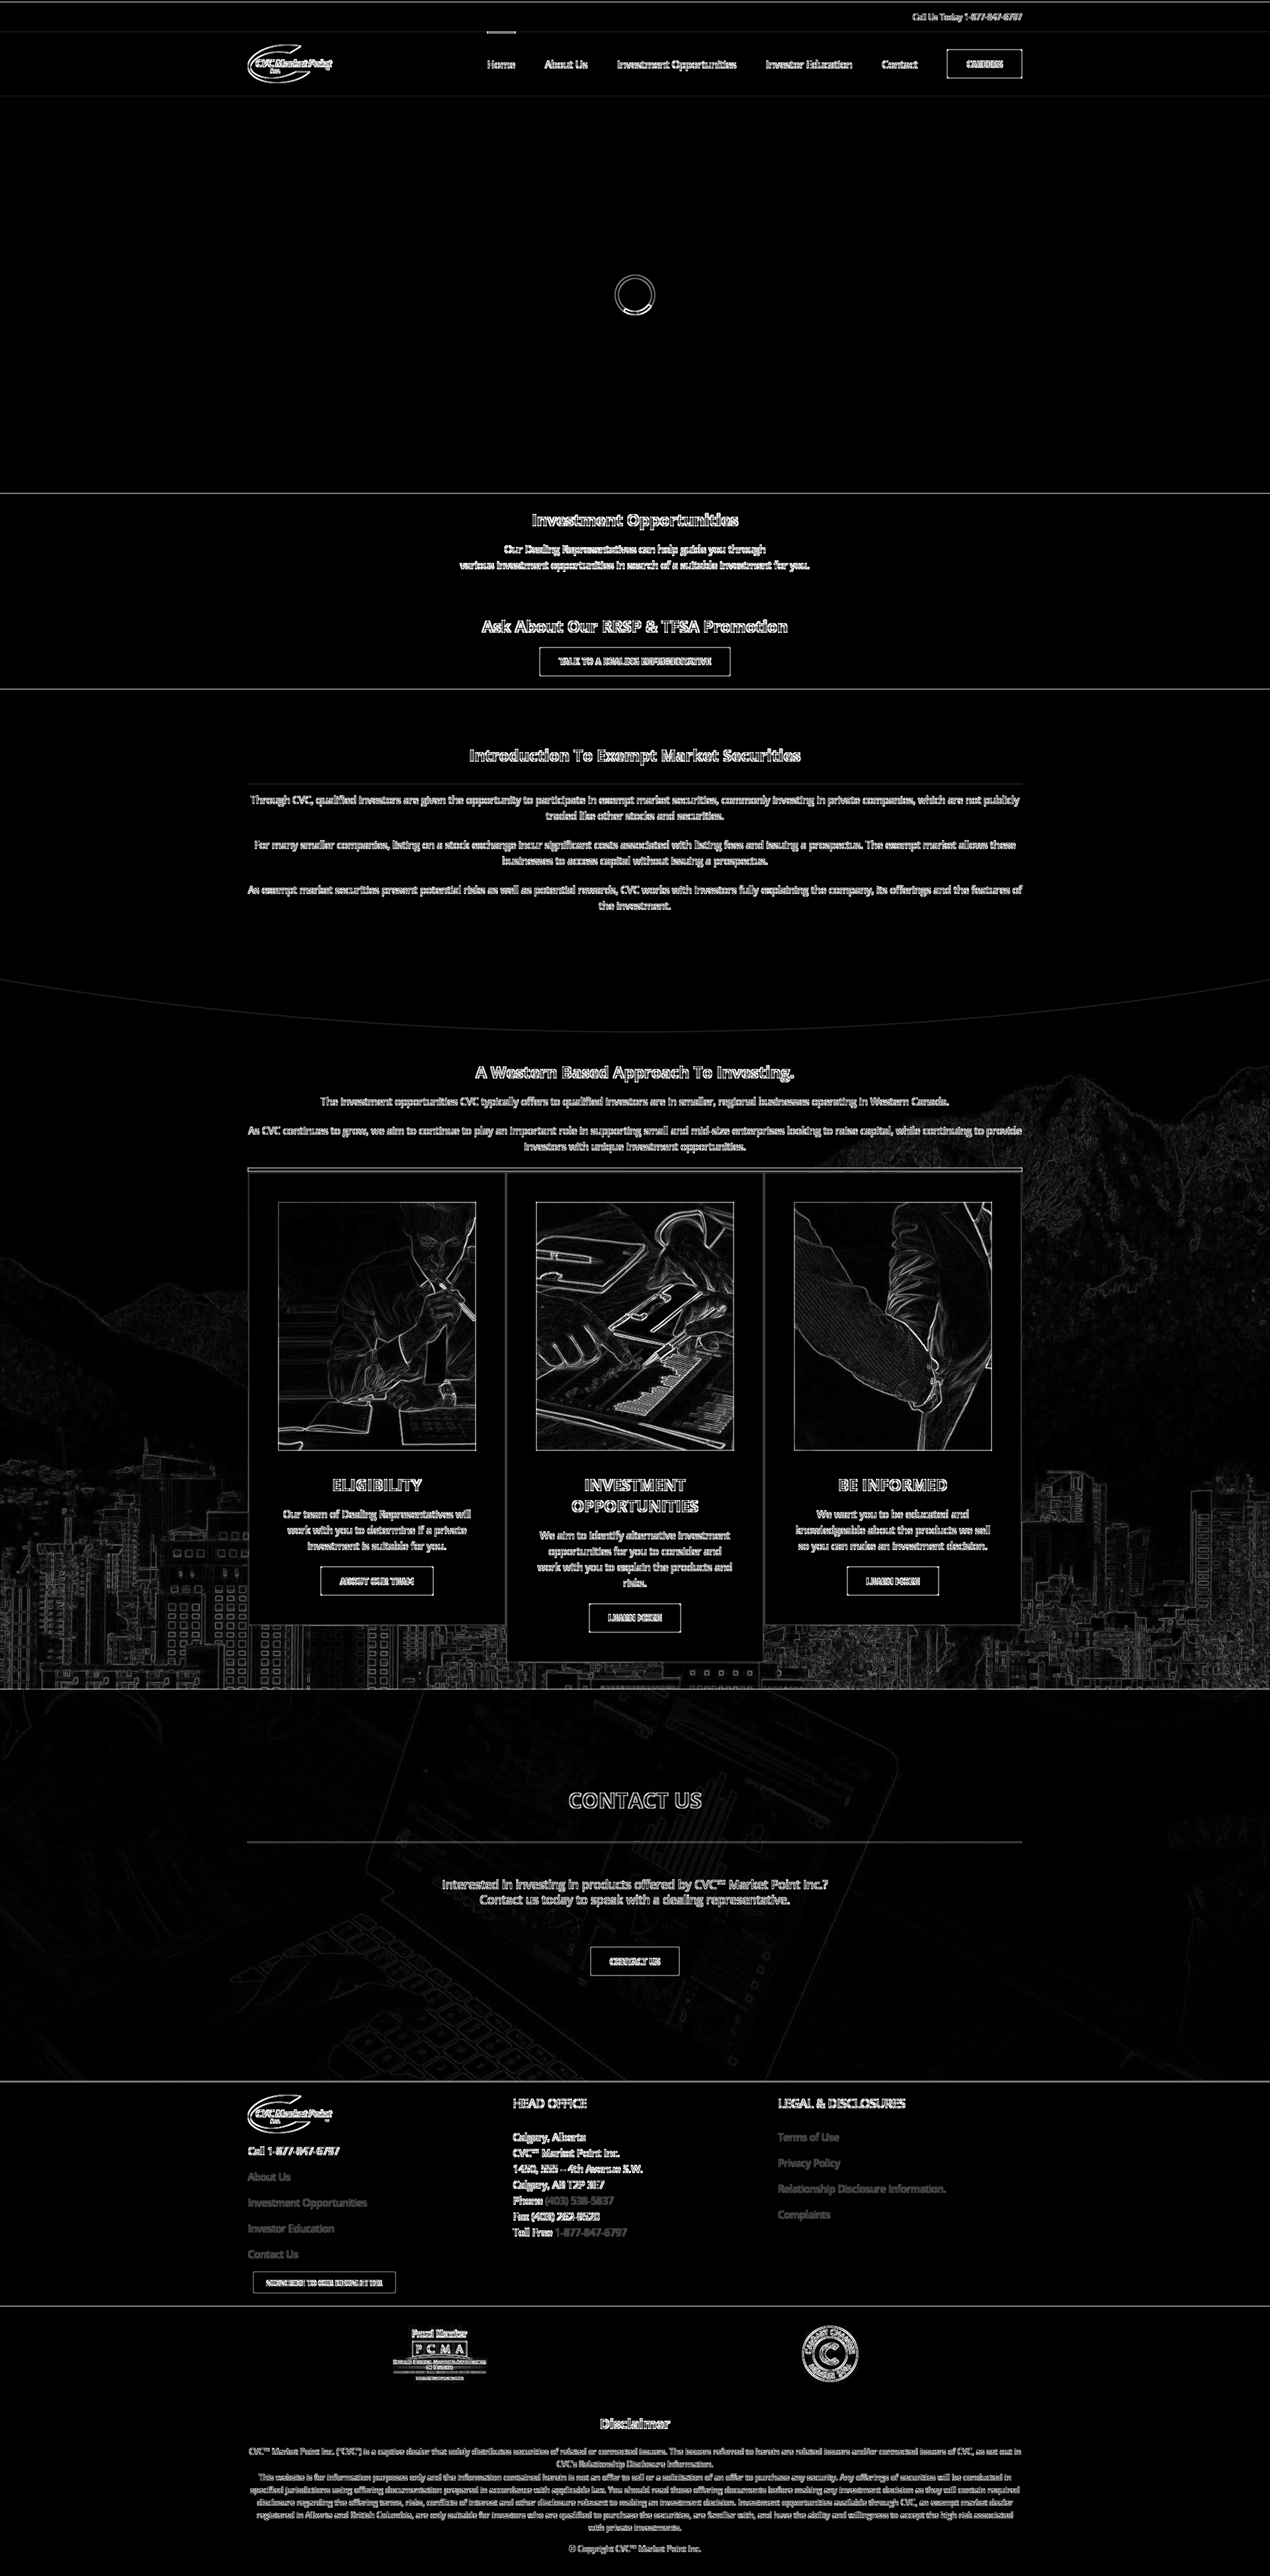 Call Us Today 1-877-847-6797
CVC Market Point
Inc.
Home
About Us
Investment Opportunities
Investor Education
Contact
CAREERS
Investment Opportunities
Our Dealing Representatives can help guide you through
various investment opportunities in search of a suitable investment for you.
Ask About Our RRSP & TFSA Promotion
TALK TO A DEALING REPRESENTATIVE
Introduction To Exempt Market Securities
Through CVC, qualified investors are given the opportunity to participate in exempt market securities, commonly investing in private companies, which are not publicly
traded like other stocks and securities.
For many smaller companies, listing on a stock exchange incur significant costs associated with listing fees and issuing a prospectus. The exempt market allows these
businesses to access capital without issuing a prospectus.
As exempt market securities present potential risks as well as potential rewards, CVC works with investors fully explaining the company, its offerings and the features of
the investment.
A Western Based Approach To Investing.
The investment opportunities CVC typically offers to qualified investors are in smaller, regional businesses operating in Western Canada.
As CVC continues to grow, we aim to continue to play an important role in supporting small and mid-size enterprises looking to raise capital, while continuing to provide
investors with unique investment opportunities.
ELIGIBILITY
Our team of Dealing Representatives will
work with you to determine if a private
investment is suitable for you.
ABOUT OUR TEAM
INVESTMENT
OPPORTUNITIES
We aim to identify alternative investment
opportunities for you to consider and
work with you to explain the products and
risks.
LEARN MORE
BE INFORMED
We want you to be educated and
knowledgeable about the products we sell
so you can make an investment decision.
LEARN MORE
CONTACT US
Interested in investing in products offered by CVC™ Market Point Inc.?
Contact us today to speak with a dealing representative.
CONTACT US
CVC Market Point
Inc.
Call 1-877-847-6797
About Us
Investment Opportunities
Investor Education
Contact Us
HEAD OFFICE
Calgary, Alberta
CVC™ Market Point Inc.
4th Avenue S.W.
Calgary, AB T2P 3E7
Phone (403) 538-5837
Fax (403)
Toll Free 1-877-847-6797
LEGAL & DISCLOSURES
Terms of Use
Privacy Policy
Relationship Disclosure Information.
Complaints
Proud Member
PCMA
Disclaimer
CVC™ Market Point Inc. ("CVC") is a captive dealer that solely distributes securities of related or connected issuers. The issuers referred to herein are related issuers and/or connected issuers of CVC, as set out in
CVC's Relationship Disclosure Information.
This website is for information purposes only and the information contained herein is not an offer to sell or a solicitation of an offer to purchase any security. Any offerings of securities will be conducted in
specified jurisdictions using offering documentation prepared in accordance with applicable law. You should read these offering documents before making any investment decision as they will contain required
disclosure regarding the offering terms, risks, conflicts of interest and other disclosure relevant to making an investment decision. Investment opportunities available through CVC, an exempt market dealer
registered in Alberta and British Columbia, are only suitable for investors who are qualified to purchase the securities, are familiar with, and have the ability and willingness to accept the high risk associated
with private investments.
© Copyright CVC™ Market Point Inc.